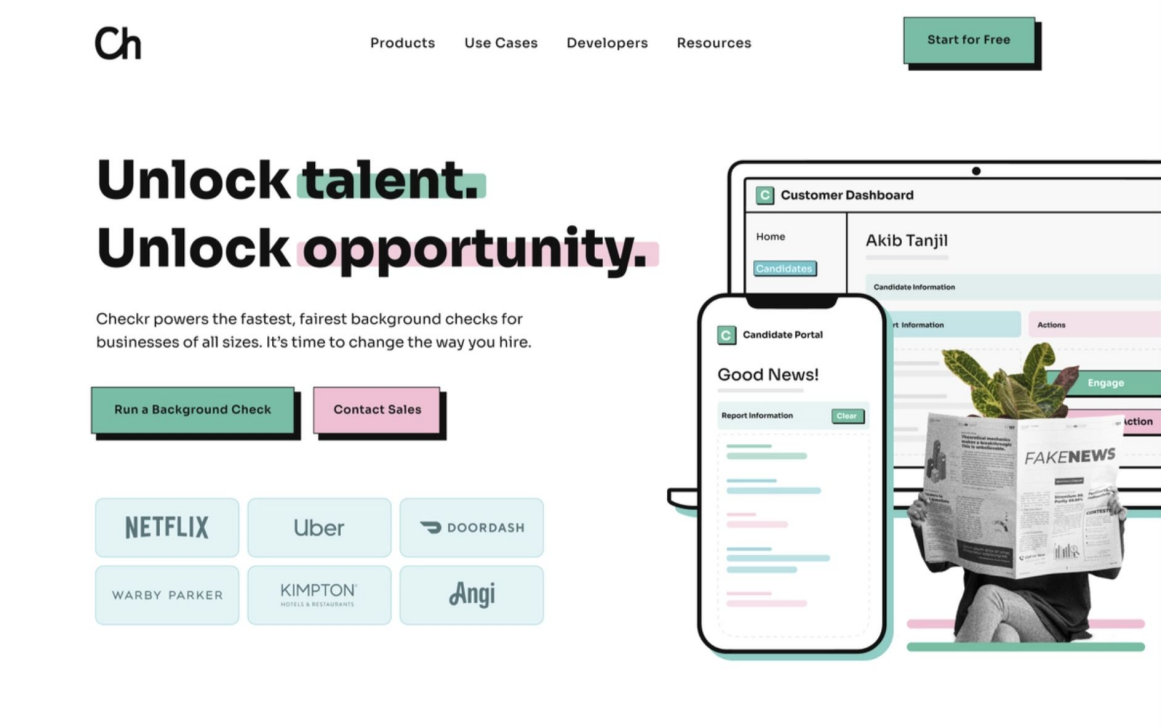 Ch
Products
Use Cases
Developers
Resources
Start for Free
Unlock talent.
Unlock opportunity.
Checkr powers the fastest, fairest background checks for
businesses of all sizes. It's time to change the way you hire.
Run a Background Check
Contact Sales
NETFLIX
Uber
DOORDASH
WARBY PARKER
KIMPTON
HOTELS & RESTAURANTS
Angi
C Customer Dashboard
Home
Candidates
Akib Tanjil
Candidate Information
Information
Actions
Engage
Action
C Candidate Portal
Good News!
Report Information
Clear
FAKENEWS